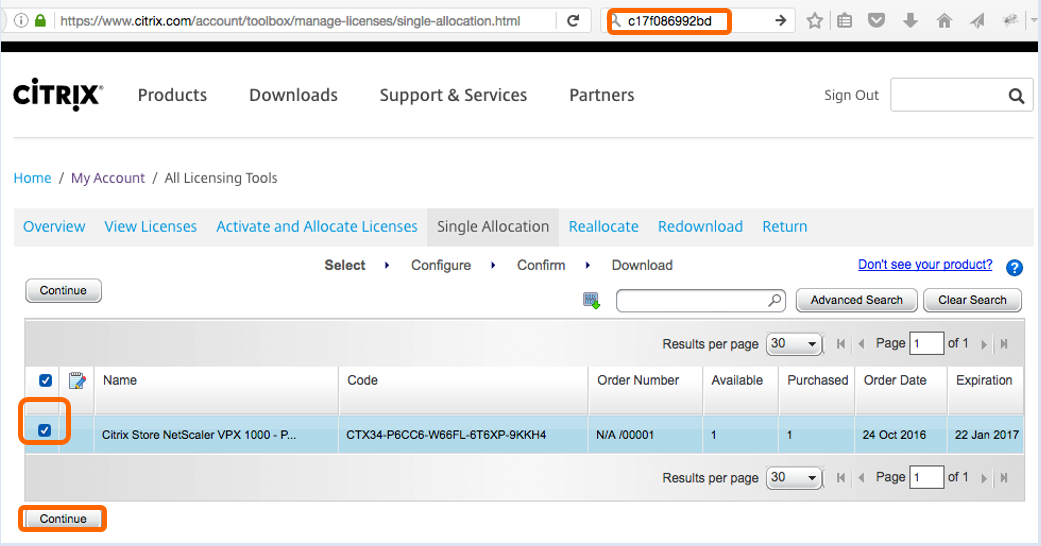 https://www.citrix.com/account/toolbox/manage-licenses/single-allocation.html c17f086992bd
CITRIX® Products Downloads Support & Services Partners Sign Out
Home / My Account / All Licensing Tools
Overview View Licenses Activate and Allocate Licenses Single Allocation Reallocate Redownload Return
Select Configure Confirm Download Don't see your product? ?
Continue
Advanced Search Clear Search
Results per page 30 Page 1 of 1
Name Code Order Number Available Purchased Order Date Expiration
Citrix Store NetScaler VPX 1000 - P... CTX34-P6CC6-W66FL-6T6XP-9KKH4 N/A /00001 1 1 24 Oct 2016 22 Jan 2017
Results per page 30 Page 1 of 1
Continue